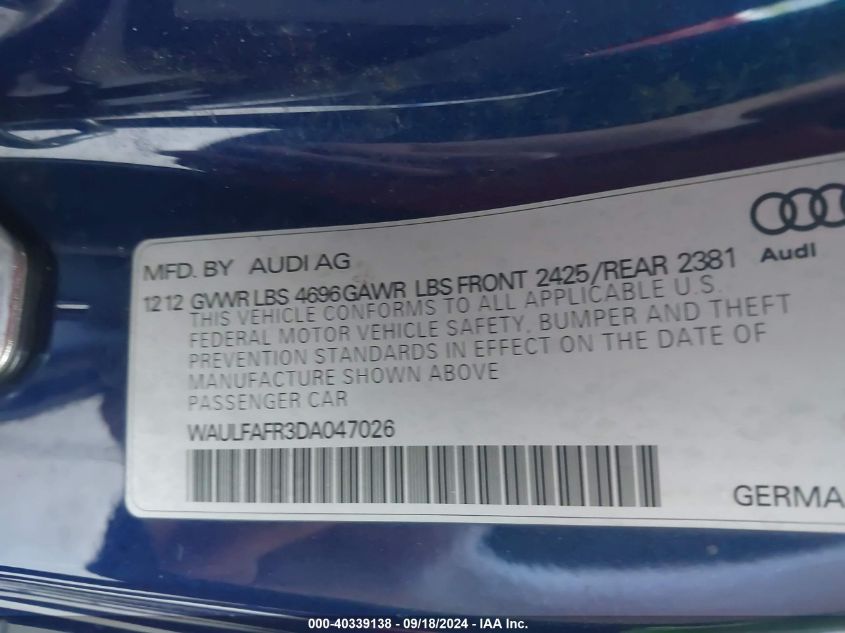 MFD. BY AUDI AG
Audi
12 12 GVWR LBS 4696 GAWR LBS FRONT 2425/REAR 2381
THIS VEHICLE CONFORMS TO ALL APPLICABLE U.S.
FEDERAL MOTOR VEHICLE SAFETY, BUMPER AND THEFT
PREVENTION STANDARDS IN EFFECT ON THE DATE OF
MANUFACTURE SHOWN ABOVE
PASSENGER CAR
WAULFAFR3DA047026
GERMA
000-40339138 - 09/18/2024 - IAA Inc.